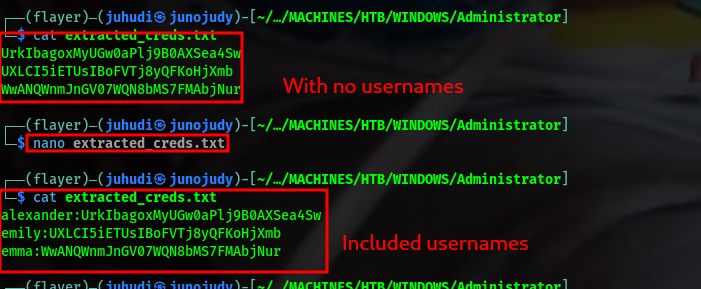 ┌──(flayer)─(juhudi㉿junojudy)-[~/…/MACHINES/HTB/WINDOWS/Administrator]
└─$ cat extracted_creds.txt
UrkIbagoxMyUGw0aPlj9B0AXSea4Sw
UXLCI5iETUsIBoFVTj8yQFKoHjXmb
WwANQWnmJnGV07WQN8bMS7FMAbjNur
With no usernames
┌──(flayer)─(juhudi㉿junojudy)-[~/…/MACHINES/HTB/WINDOWS/Administrator]
└─$ nano extracted_creds.txt
┌──(flayer)─(juhudi㉿junojudy)-[~/…/MACHINES/HTB/WINDOWS/Administrator]
└─$ cat extracted_creds.txt
alexander:UrkIbagoxMyUGw0aPlj9B0AXSea4Sw
emily:UXLCI5iETUsIBoFVTj8yQFKoHjXmb
emma:WwANQWnmJnGV07WQN8bMS7FMAbjNur
Included usernames
┌──(flayer)─(juhudi㉿junojudy)-[~/…/MACHINES/HTB/WINDOWS/Administrator]